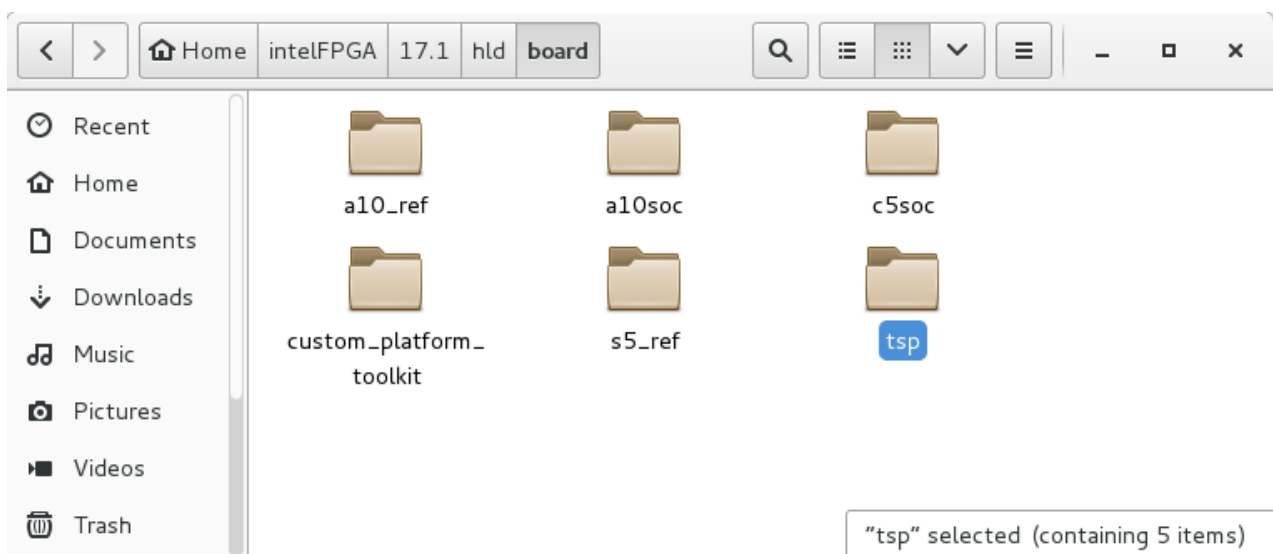 Home intelFPGA 17.1 hld board
Recent
Home
Documents
Downloads
Music
Pictures
Videos
Trash
a10_ref
a10soc
c5soc
custom_platform_
toolkit
s5_ref
tsp
"tsp" selected (containing 5 items)